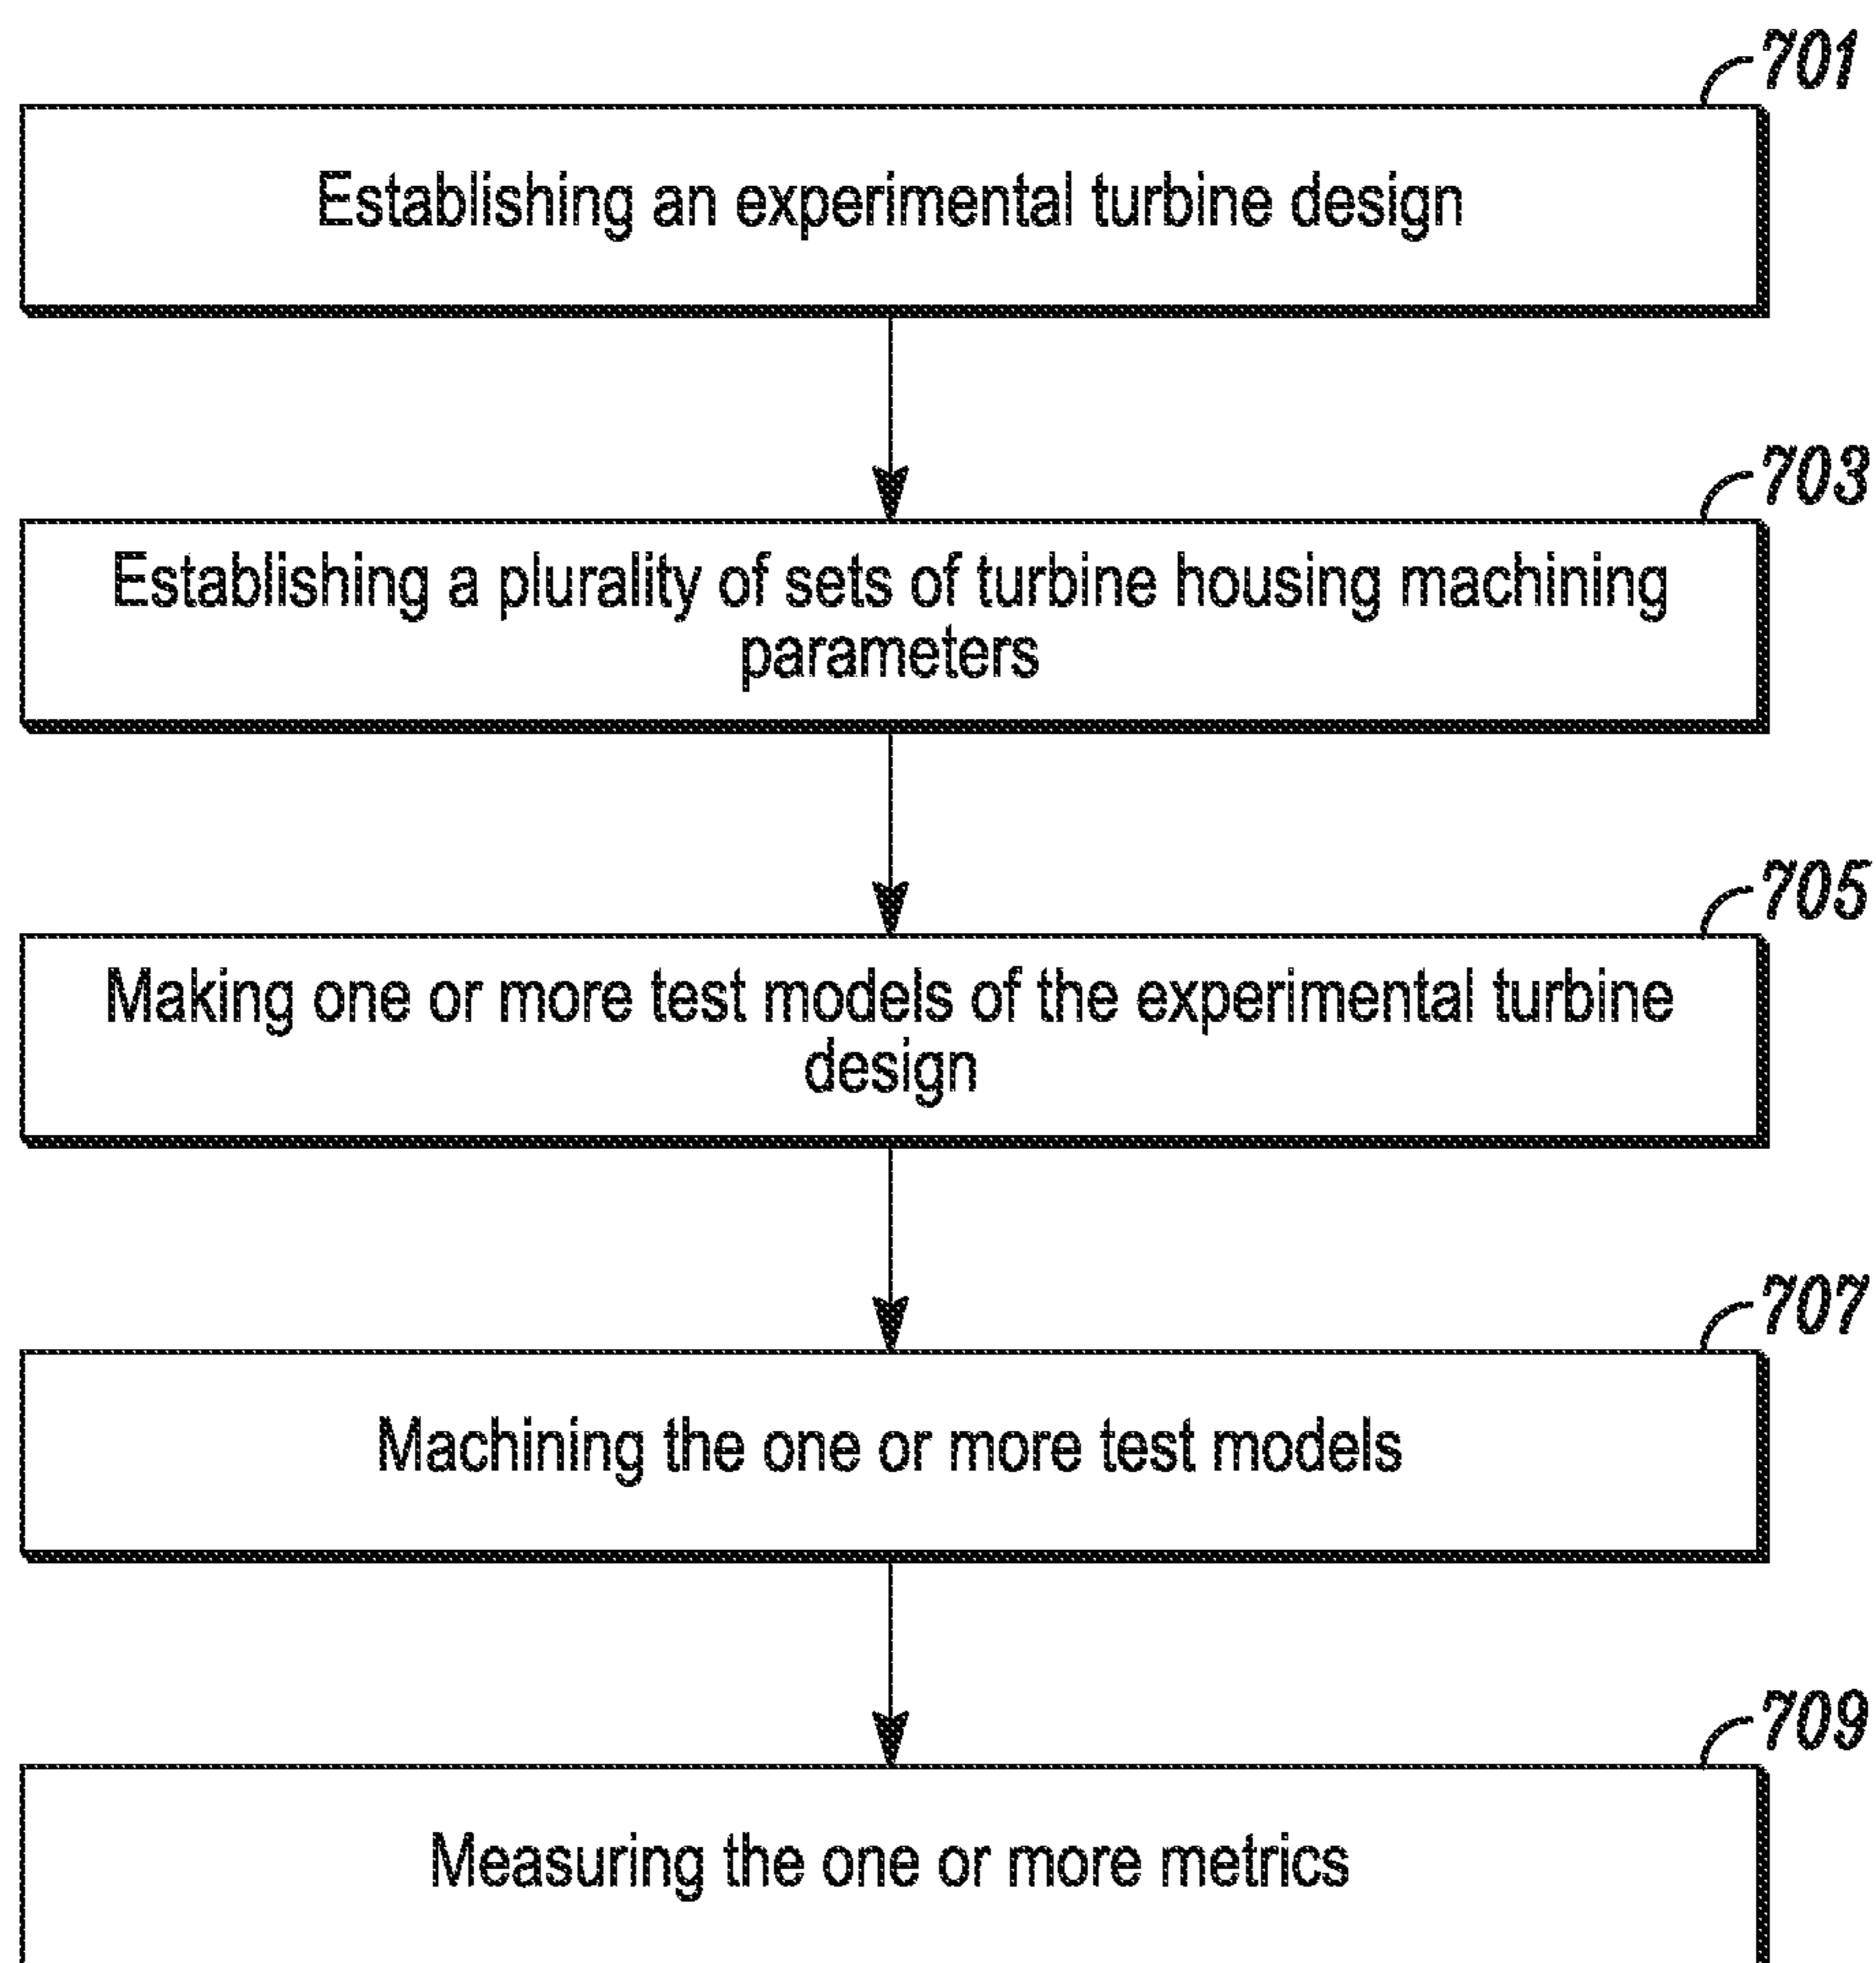 701
Establishing an experimental turbine design
703
Establishing a plurality of sets of turbine housing machining
parameters
705
Making one or more test models of the experimental turbine
design
707
Machining the one or more test models
709
Measuring the one or more metrics